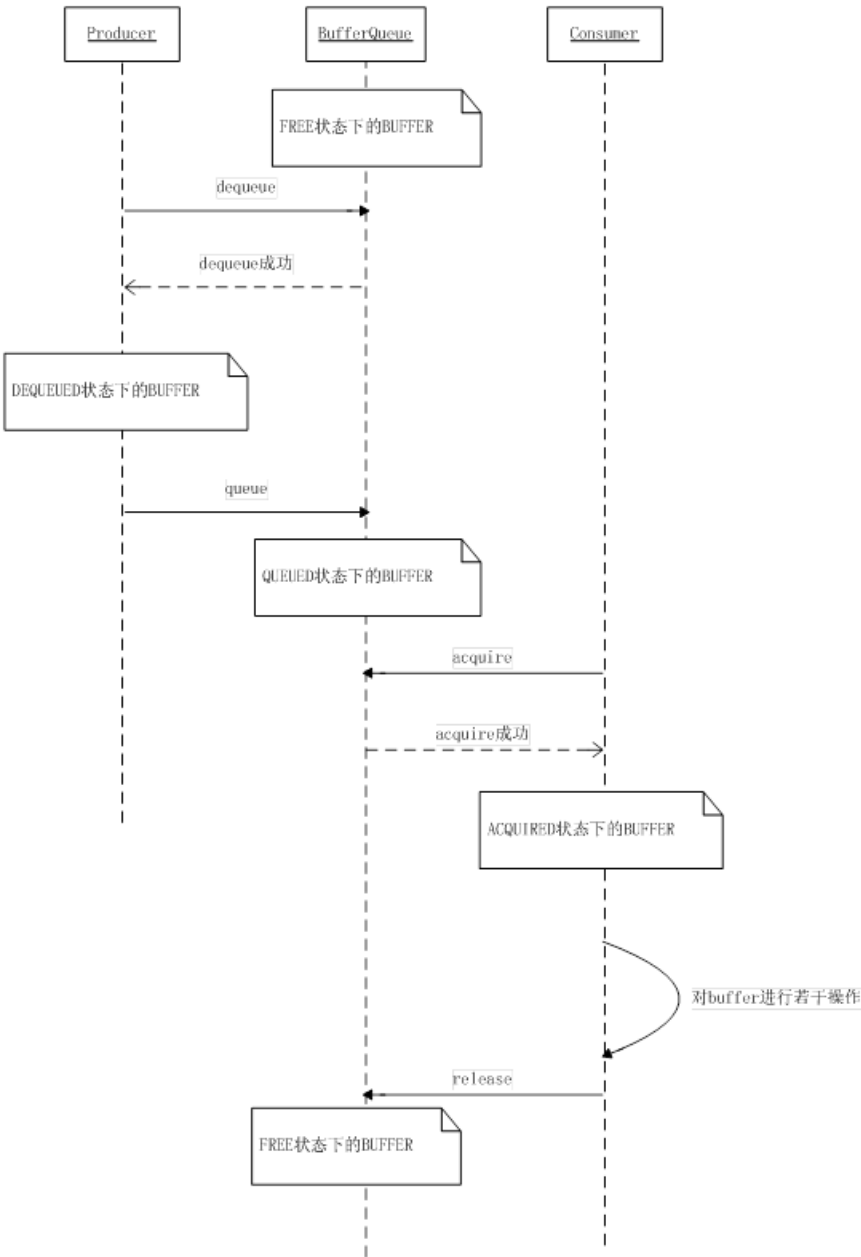 Producer
BufferQueue
Consumer
FREE状态下的BUFFER
dequeue
dequeue成功
DEQUEUED状态下的BUFFER
queue
QUEUED状态下的BUFFER
acquire
acquire成功
ACQUIRED状态下的BUFFER
对buffer进行若干操作
release
FREE状态下的BUFFER